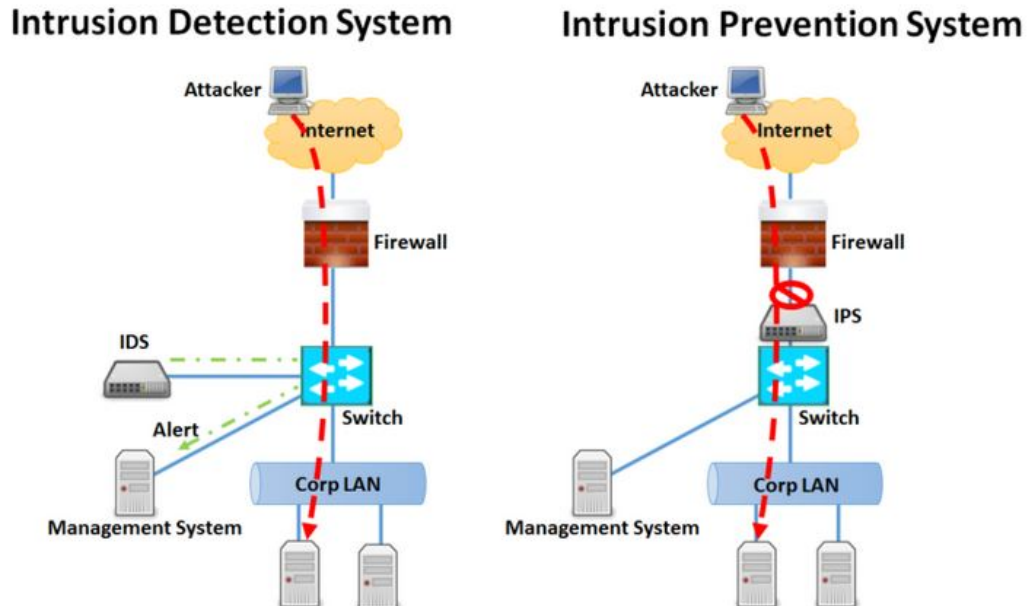 Intrusion Detection System
Attacker
Internet
Firewall
IDS
Switch
Alert
Corp LAN
Management System
Intrusion Prevention System
Attacker
Internet
Firewall
IPS
Switch
Corp LAN
Management System